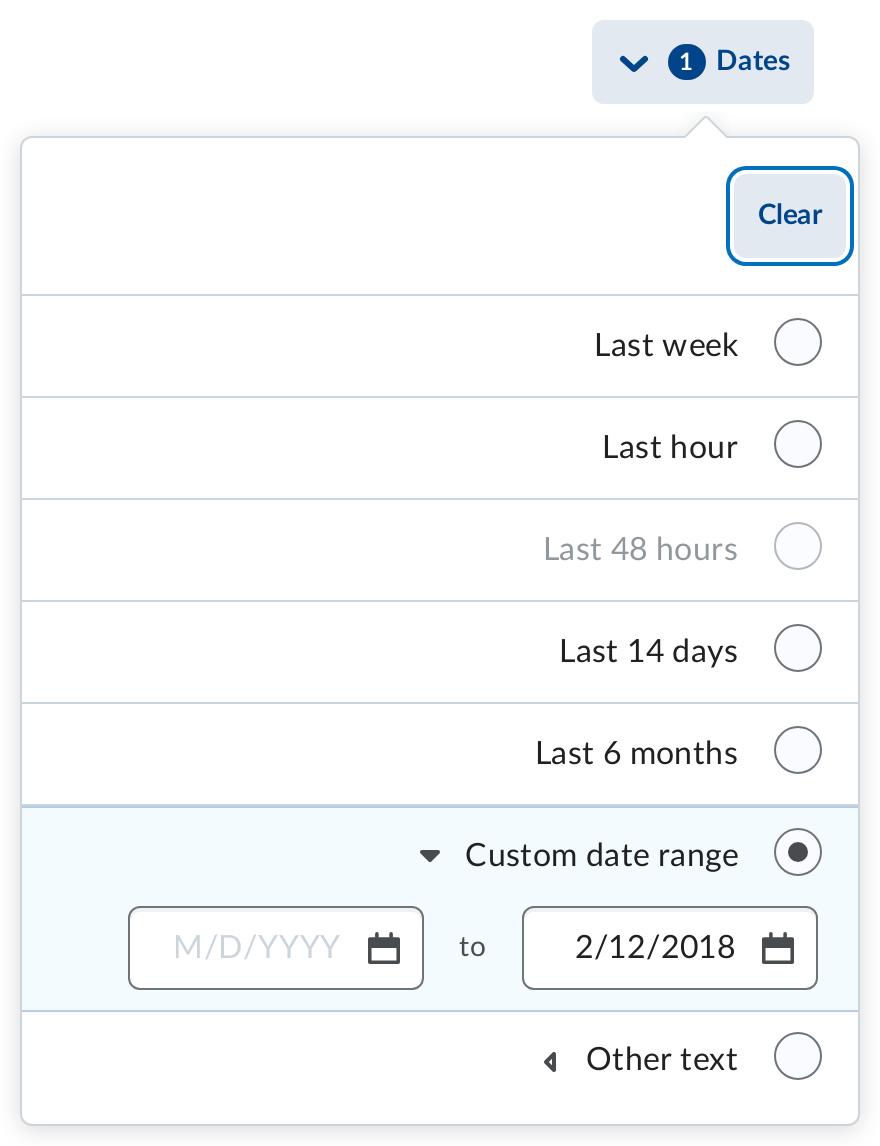 1 Dates
Clear
Last week
Last hour
Last 48 hours
Last 14 days
Last 6 months
Custom date range
M/D/YYYY to 2/12/2018
Other text